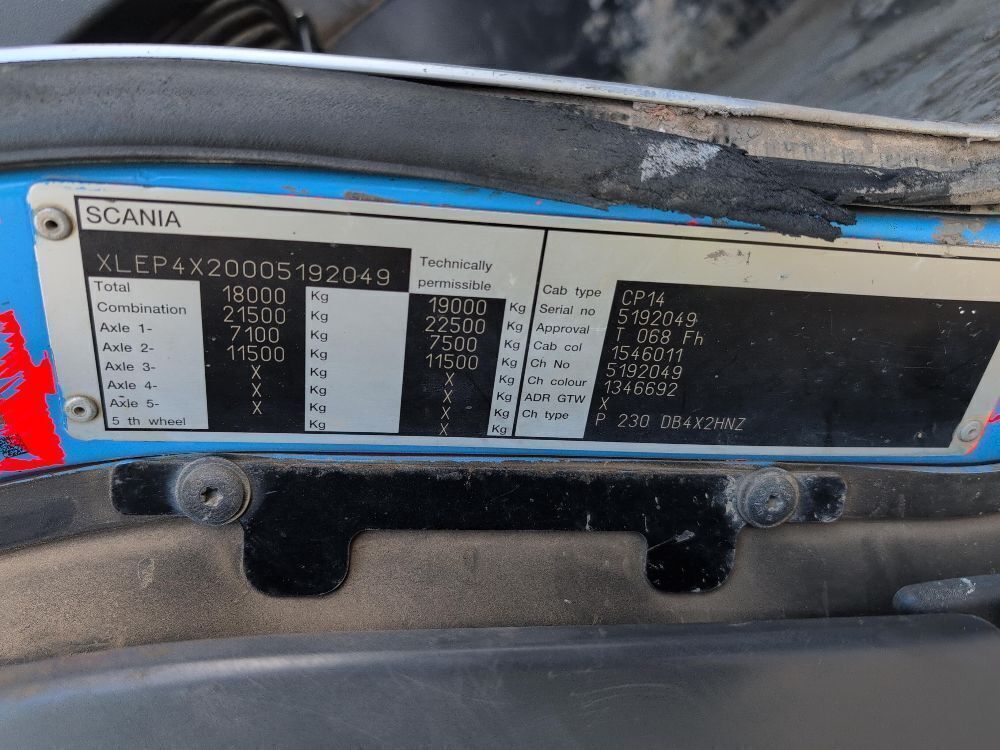 SCANIA
XLEP4X20005192049
Technically
permissible
Total 18000 Kg 19000 Kg
Combination 21500 Kg 22500 Kg
Axle 1- 7100 Kg 7500 Kg
Axle 2- 11500 Kg 11500 Kg
Axle 3- X Kg X Kg
Axle 4- X Kg X Kg
Axle 5- X Kg X Kg
5 th wheel Kg X Kg
Cab type CP14
Serial no 5192049
Approval T 068 Fh
Cab col 1546011
Ch No 5192049
Ch colour 1346692
ADR GTW X
Ch type P 230 DB4X2HNZ